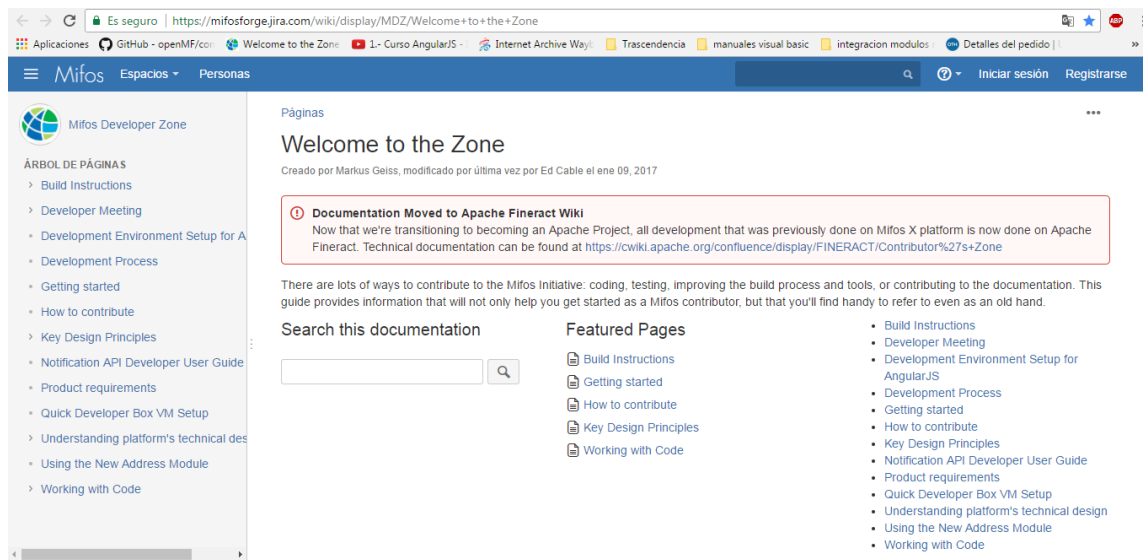 Es seguro | https://mifosforge.jira.com/wiki/display/MDZ/Welcome+to+the+Zone
ABP
Aplicaciones GitHub - openMF/con Welcome to the Zone 1.- Curso AngularJS - Internet Archive Wayb Trascendencia manuales visual basic integracion modulos Detalles del pedido | »
Mifos Espacios Personas Iniciar sesión Registrarse
Mifos Developer Zone
ÁRBOL DE PÁGINAS
Build Instructions
Developer Meeting
Development Environment Setup for A
Development Process
Getting started
How to contribute
Key Design Principles
Notification API Developer User Guide
Product requirements
Quick Developer Box VM Setup
Understanding platform's technical des
Using the New Address Module
Working with Code
Páginas
Welcome to the Zone
Creado por Markus Geiss, modificado por última vez por Ed Cable el ene 09, 2017
Documentation Moved to Apache Fineract Wiki
Now that we're transitioning to becoming an Apache Project, all development that was previously done on Mifos X platform is now done on Apache
Fineract. Technical documentation can be found at https://cwiki.apache.org/confluence/display/FINERACT/Contributor%27s+Zone
There are lots of ways to contribute to the Mifos Initiative: coding, testing, improving the build process and tools, or contributing to the documentation. This
guide provides information that will not only help you get started as a Mifos contributor, but that you'll find handy to refer to even as an old hand.
Search this documentation
Featured Pages
Build Instructions
Getting started
How to contribute
Key Design Principles
Working with Code
Build Instructions
Developer Meeting
Development Environment Setup for
AngularJS
Development Process
Getting started
How to contribute
Key Design Principles
Notification API Developer User Guide
Product requirements
Quick Developer Box VM Setup
Understanding platform's technical design
Using the New Address Module
Working with Code